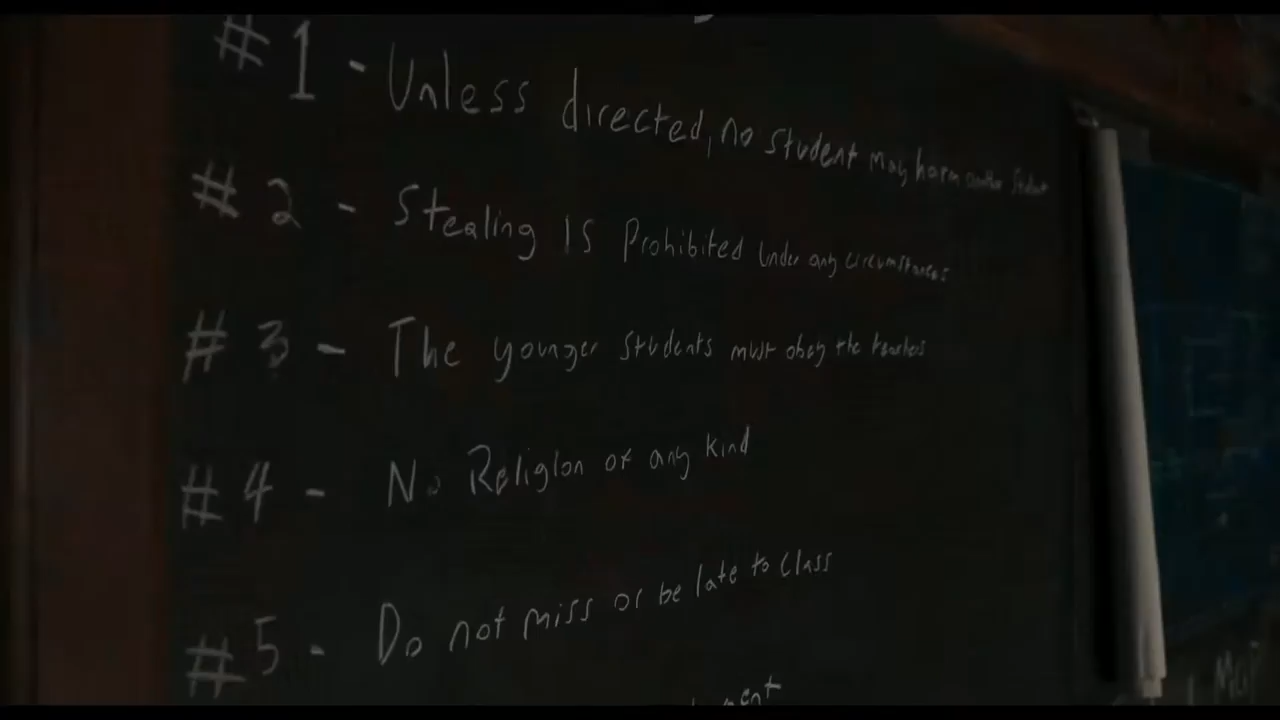 #1 - Unless directed, no student may harm another student
#2 - Stealing IS Prohibited under any circumstances
#3 - The younger students must obey the teachers
#4 - No Religion of any kind
#5 - Do not miss or be late to class